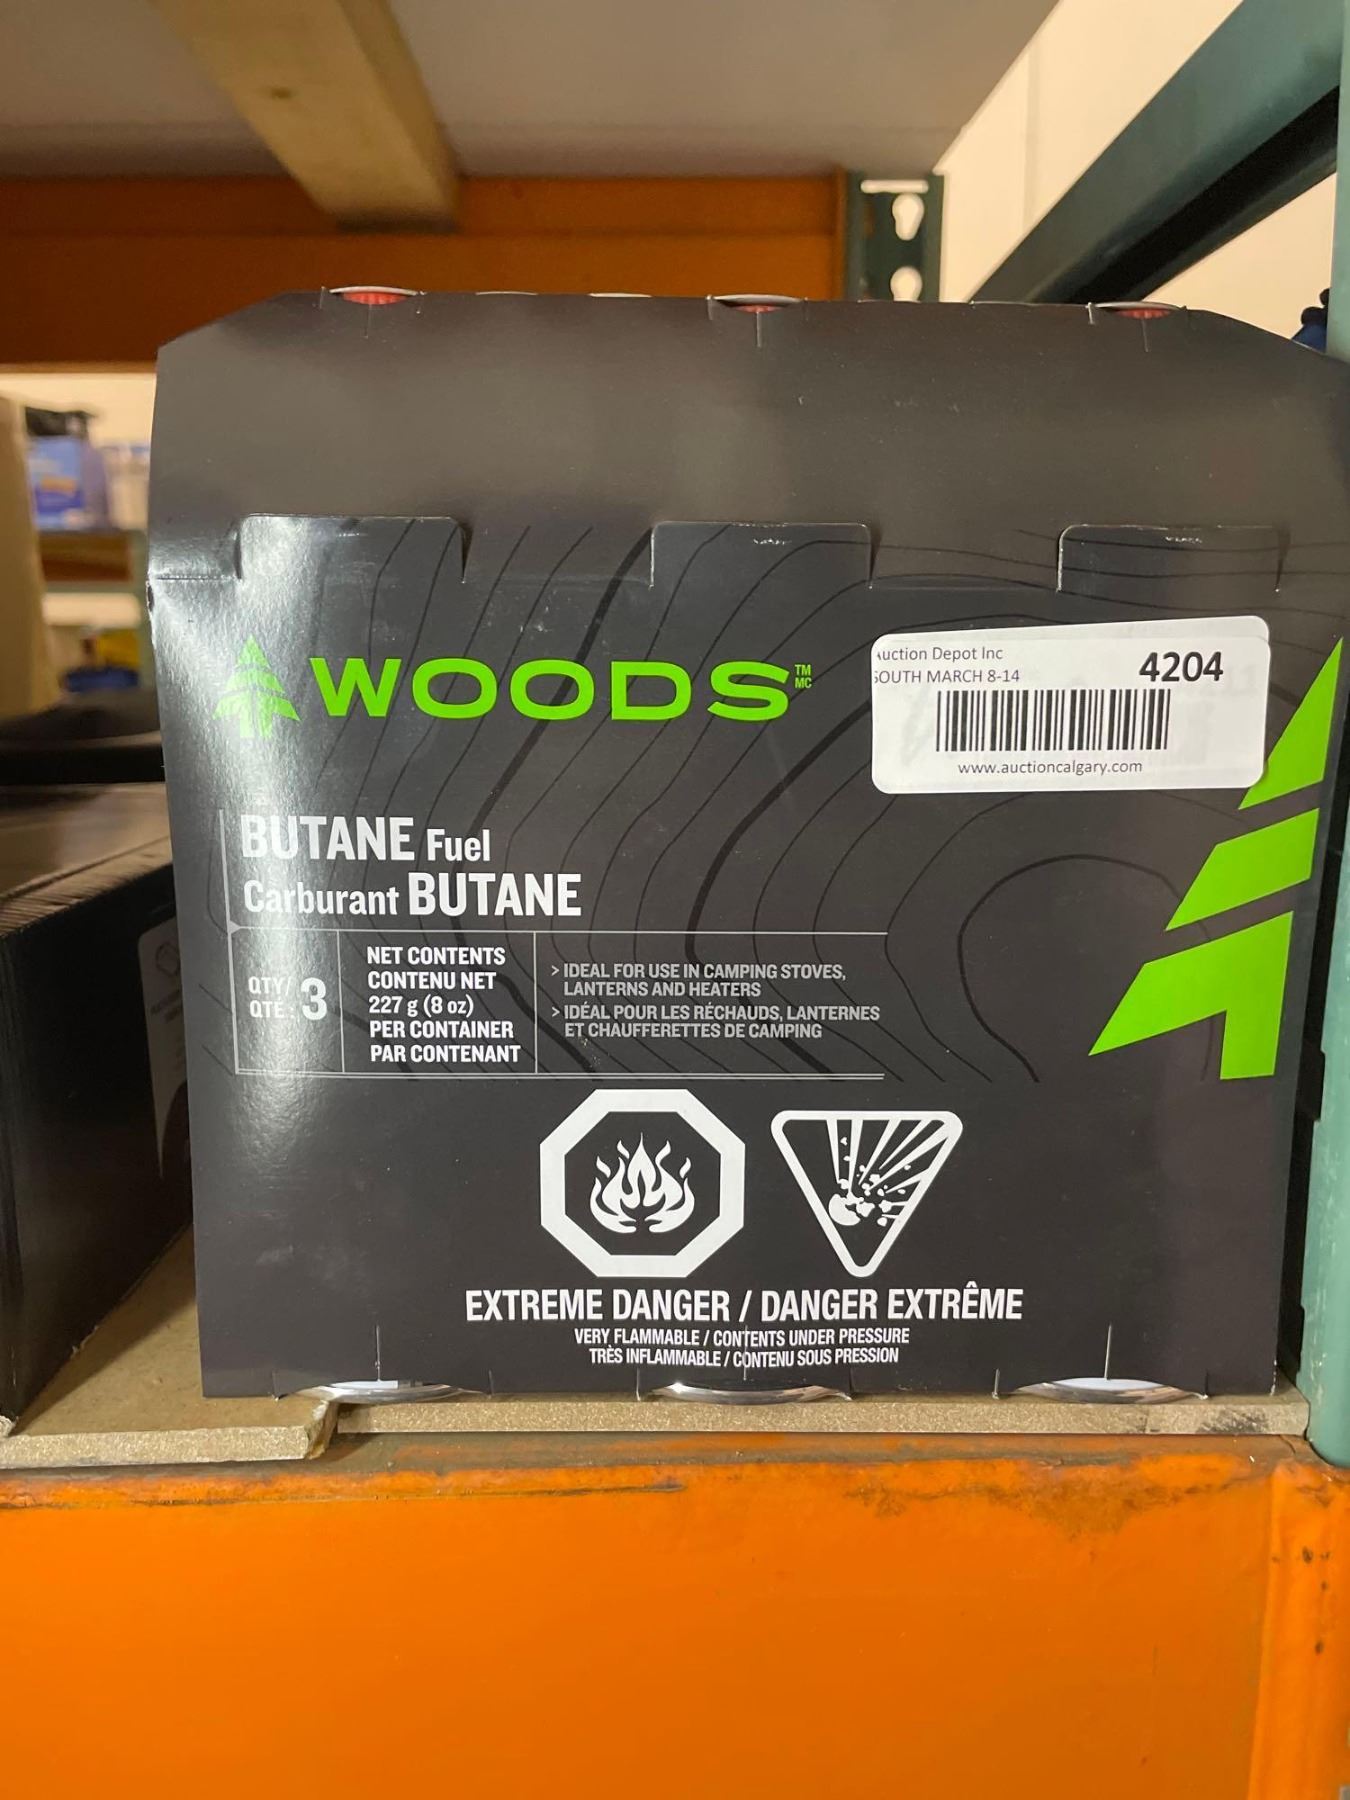 WOODS TM MC
uction Depot Inc
SOUTH MARCH 8-14
4204
www.auctioncalgary.com
BUTANE Fuel
Carburant BUTANE
QTY/
QTE : 3
NET CONTENTS
CONTENU NET
227 g (8 oz)
PER CONTAINER
PAR CONTENANT
> IDEAL FOR USE IN CAMPING STOVES,
LANTERNS AND HEATERS
> IDÉAL POUR LES RÉCHAUDS, LANTERNES
ET CHAUFFERETTES DE CAMPING
EXTREME DANGER / DANGER EXTRÊME
VERY FLAMMABLE / CONTENTS UNDER PRESSURE
TRÈS INFLAMMABLE / CONTENU SOUS PRESSION